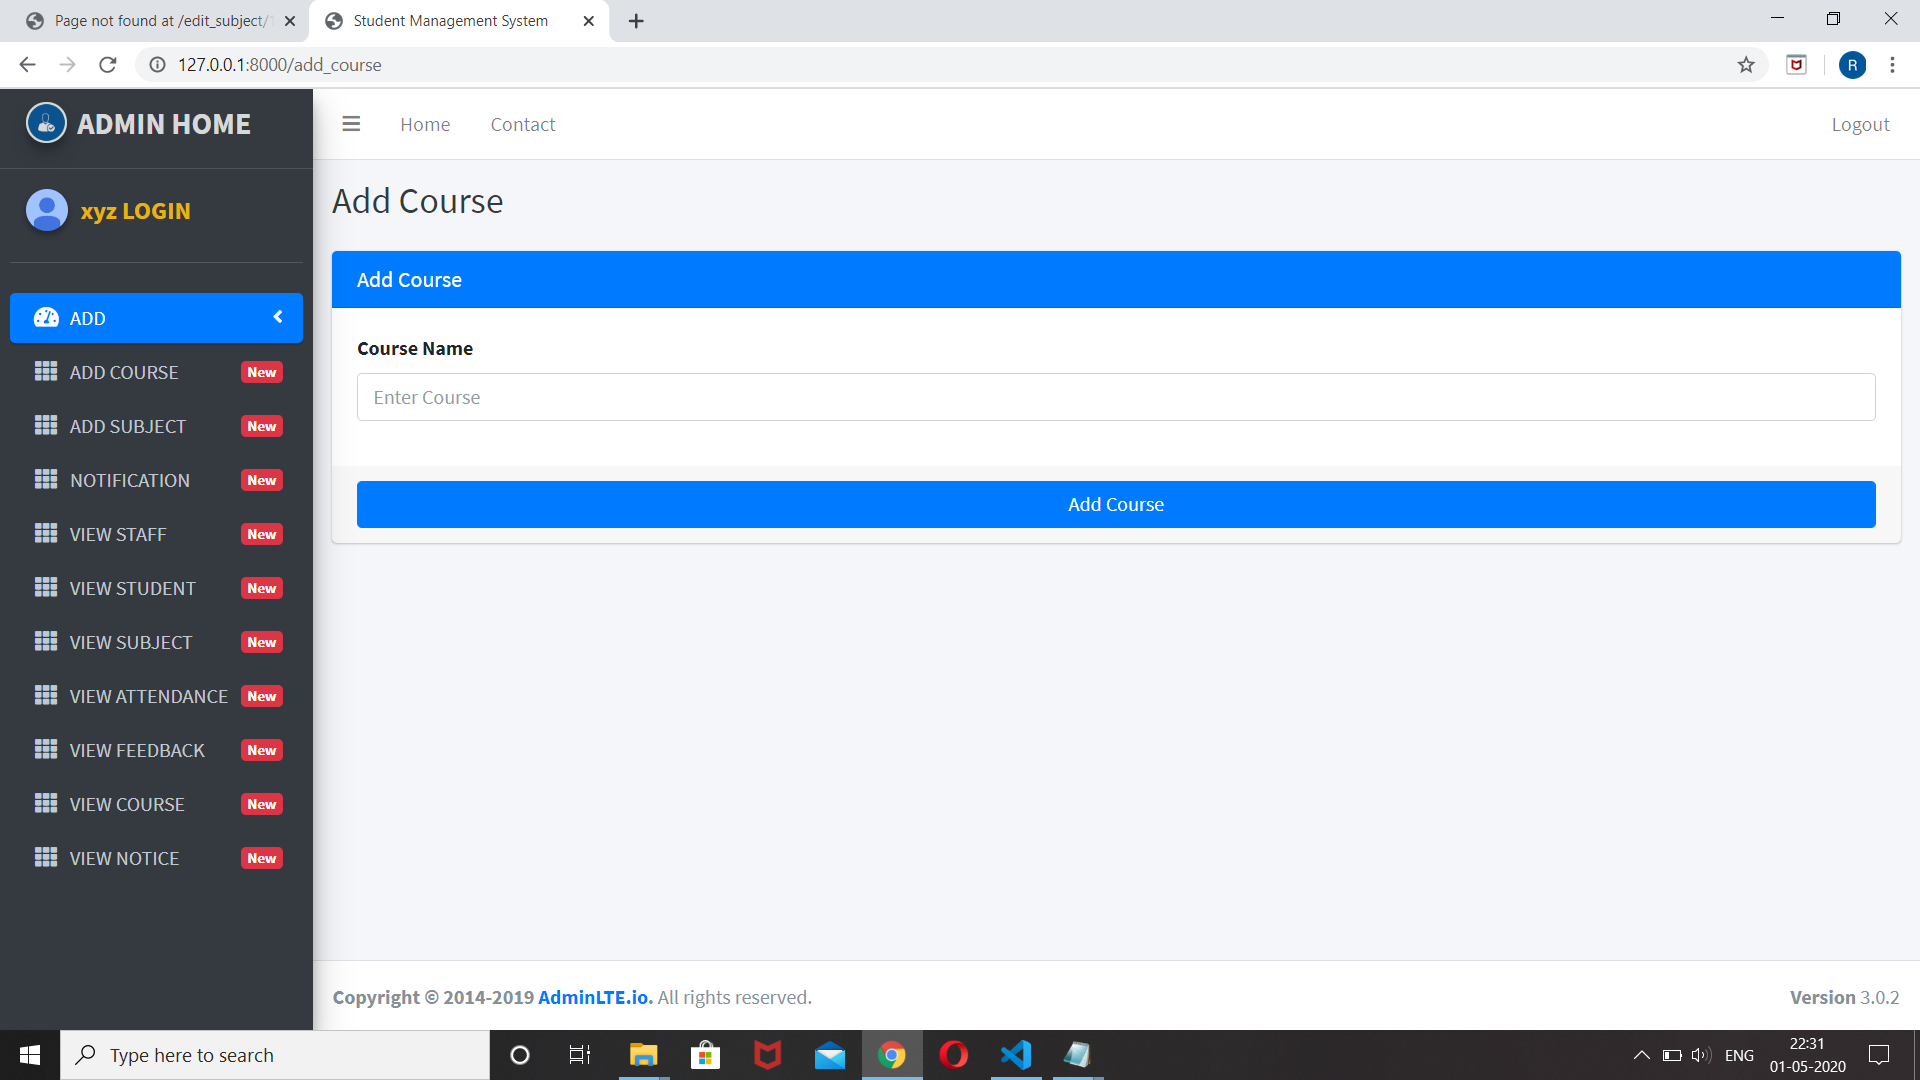 Page not found at /edit_subject/
Student Management System
127.0.0.1:8000/add_course
R
ADMIN HOME
Home
Contact
Logout
xyz LOGIN
Add Course
Add Course
ADD
Course Name
Enter Course
ADD COURSE New
ADD SUBJECT New
NOTIFICATION New
VIEW STAFF New
VIEW STUDENT New
VIEW SUBJECT New
VIEW ATTENDANCE New
VIEW FEEDBACK New
VIEW COURSE New
VIEW NOTICE New
Add Course
Copyright © 2014-2019 AdminLTE.io. All rights reserved.
Version 3.0.2
Type here to search
ENG
22:31
01-05-2020